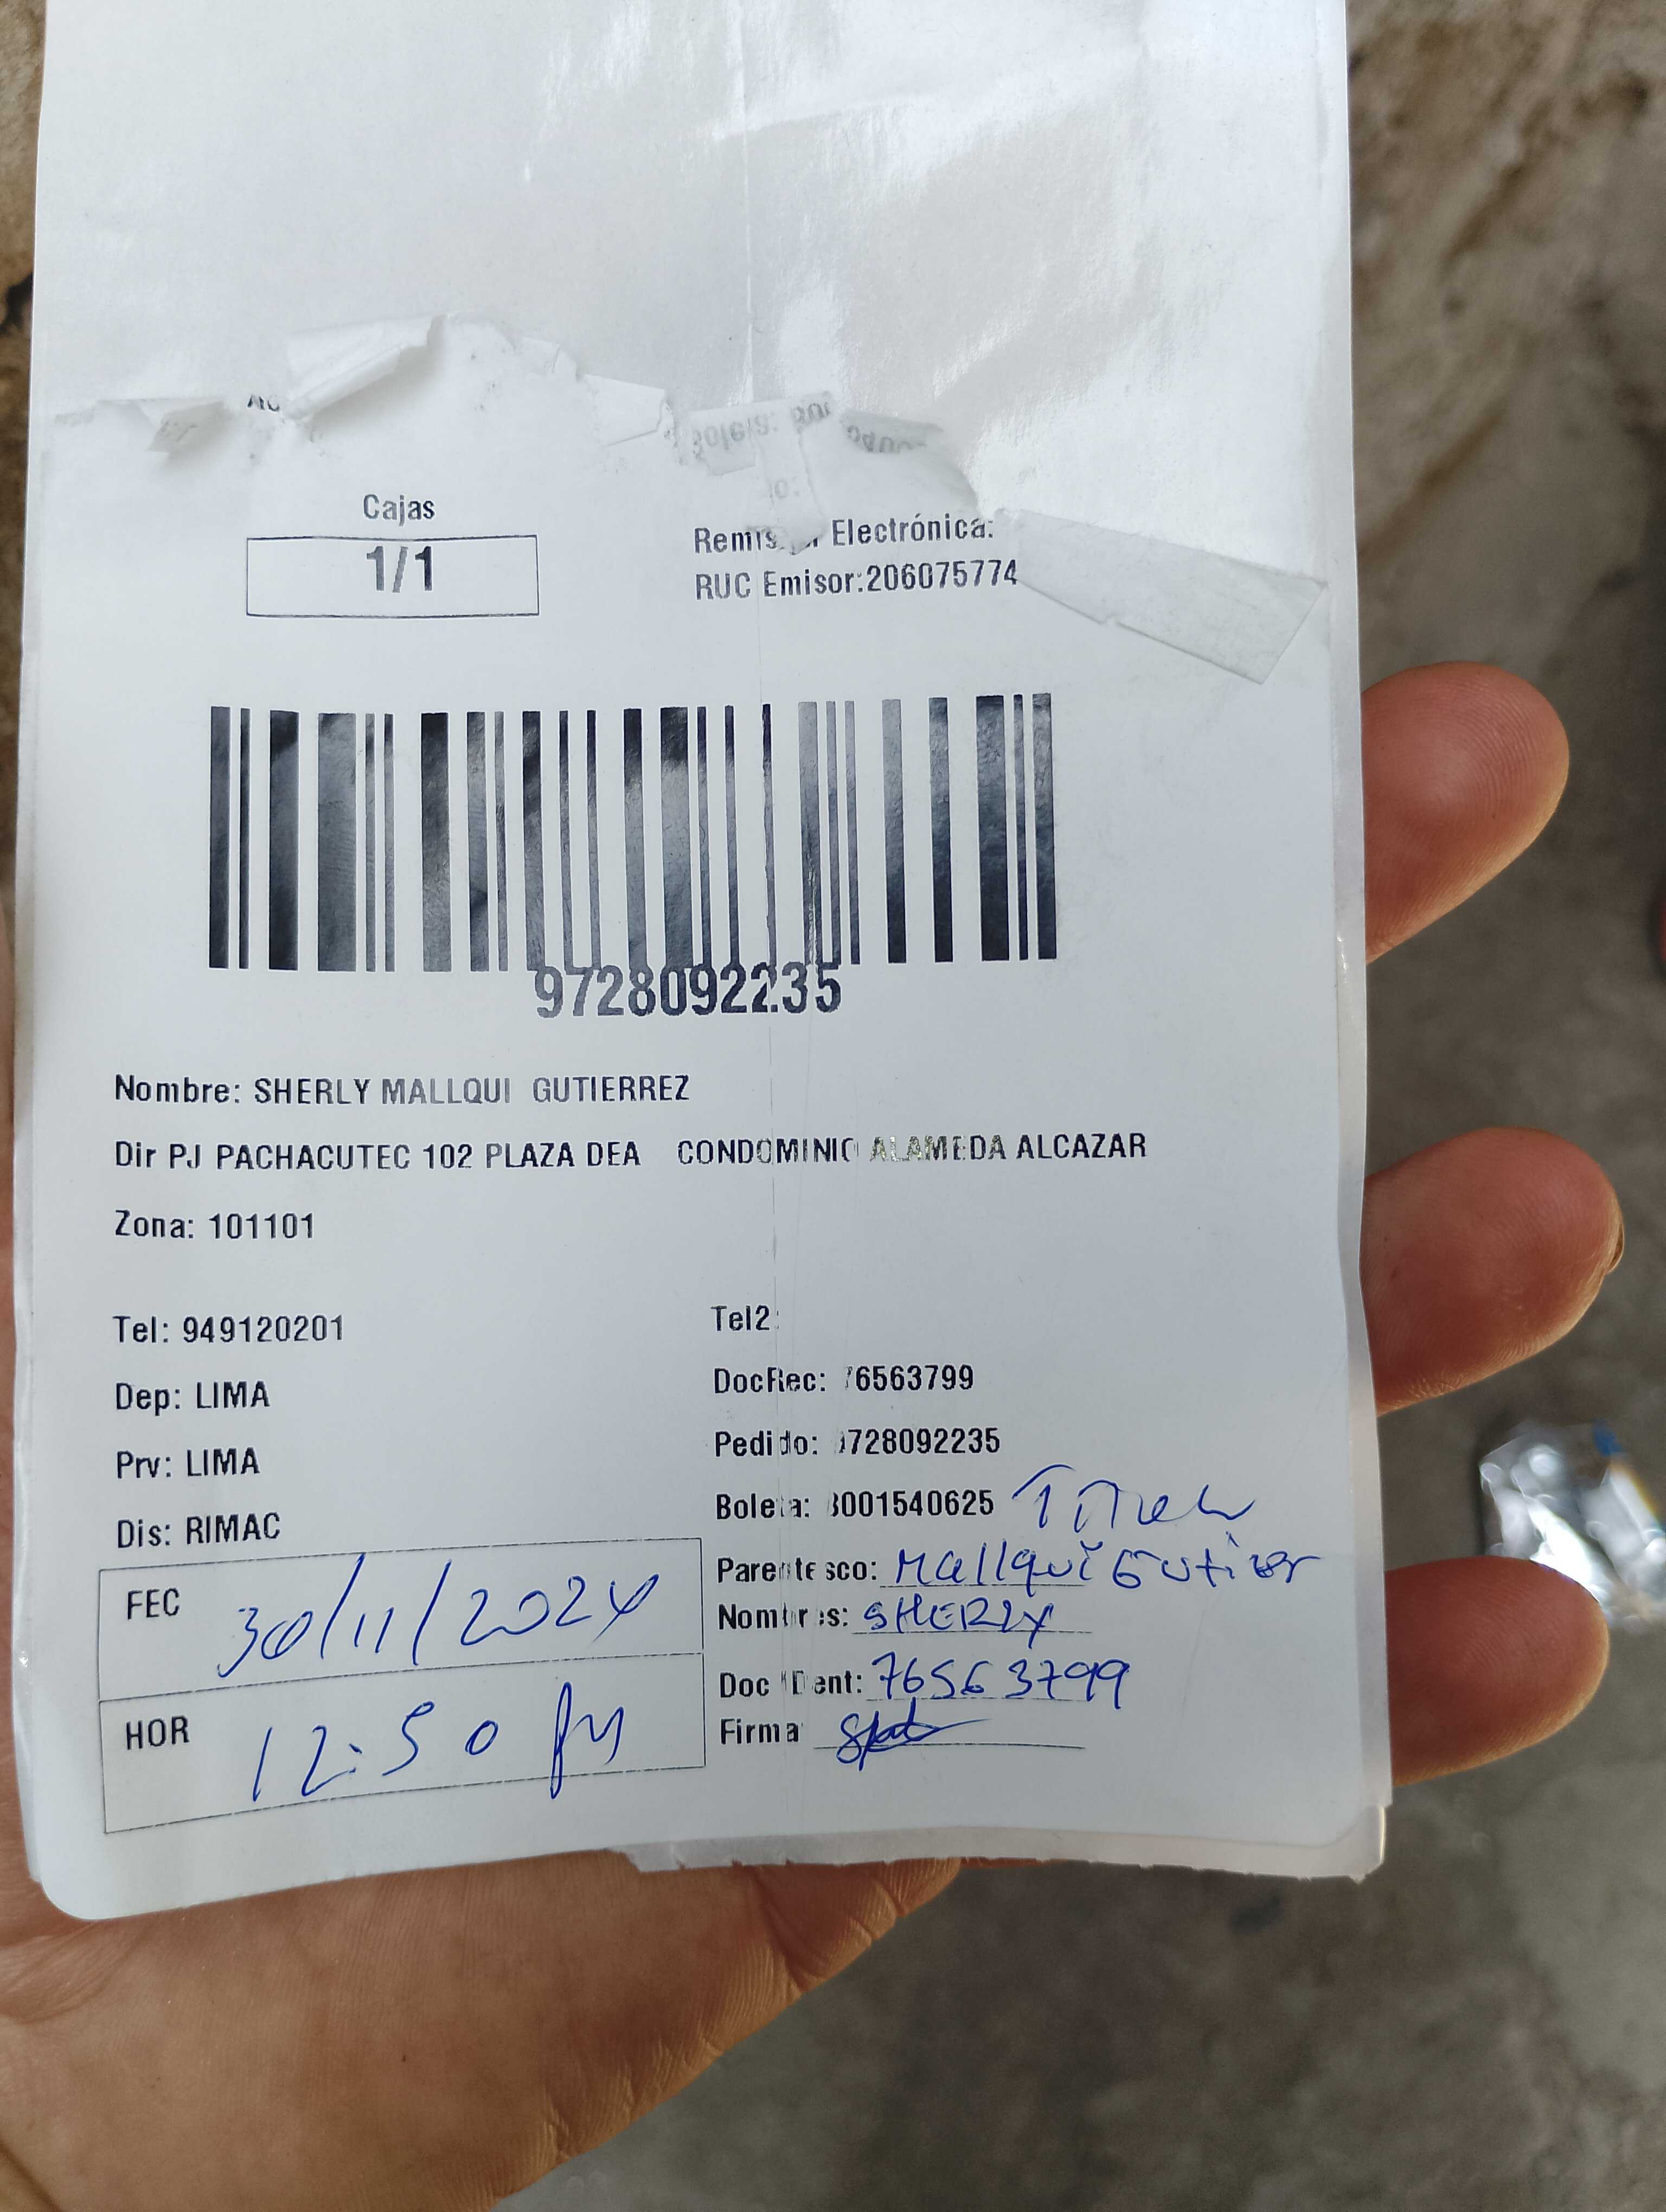 Cajas
1/1
Electrónica:
RUC Emisor:206075774
9728092235
Nombre: SHERLY MALLQUI GUTIERREZ
Dir PJ PACHACUTEC 102 PLAZA DEA CONDOMINIO ALAMEDA ALCAZAR
Zona: 101101
Tel: 949120201
Tel2:
Dep: LIMA
DocRec: 76563799
Prv: LIMA
Pedido: 9728092235
Dis: RIMAC
Boleta: B001540625 Titular
FEC 30/11/2024
Parentesco: Mallqui Gutierr
Nombres: SHERLY
HOR 12:50 pm
Doc Ident: 76563799
Firma